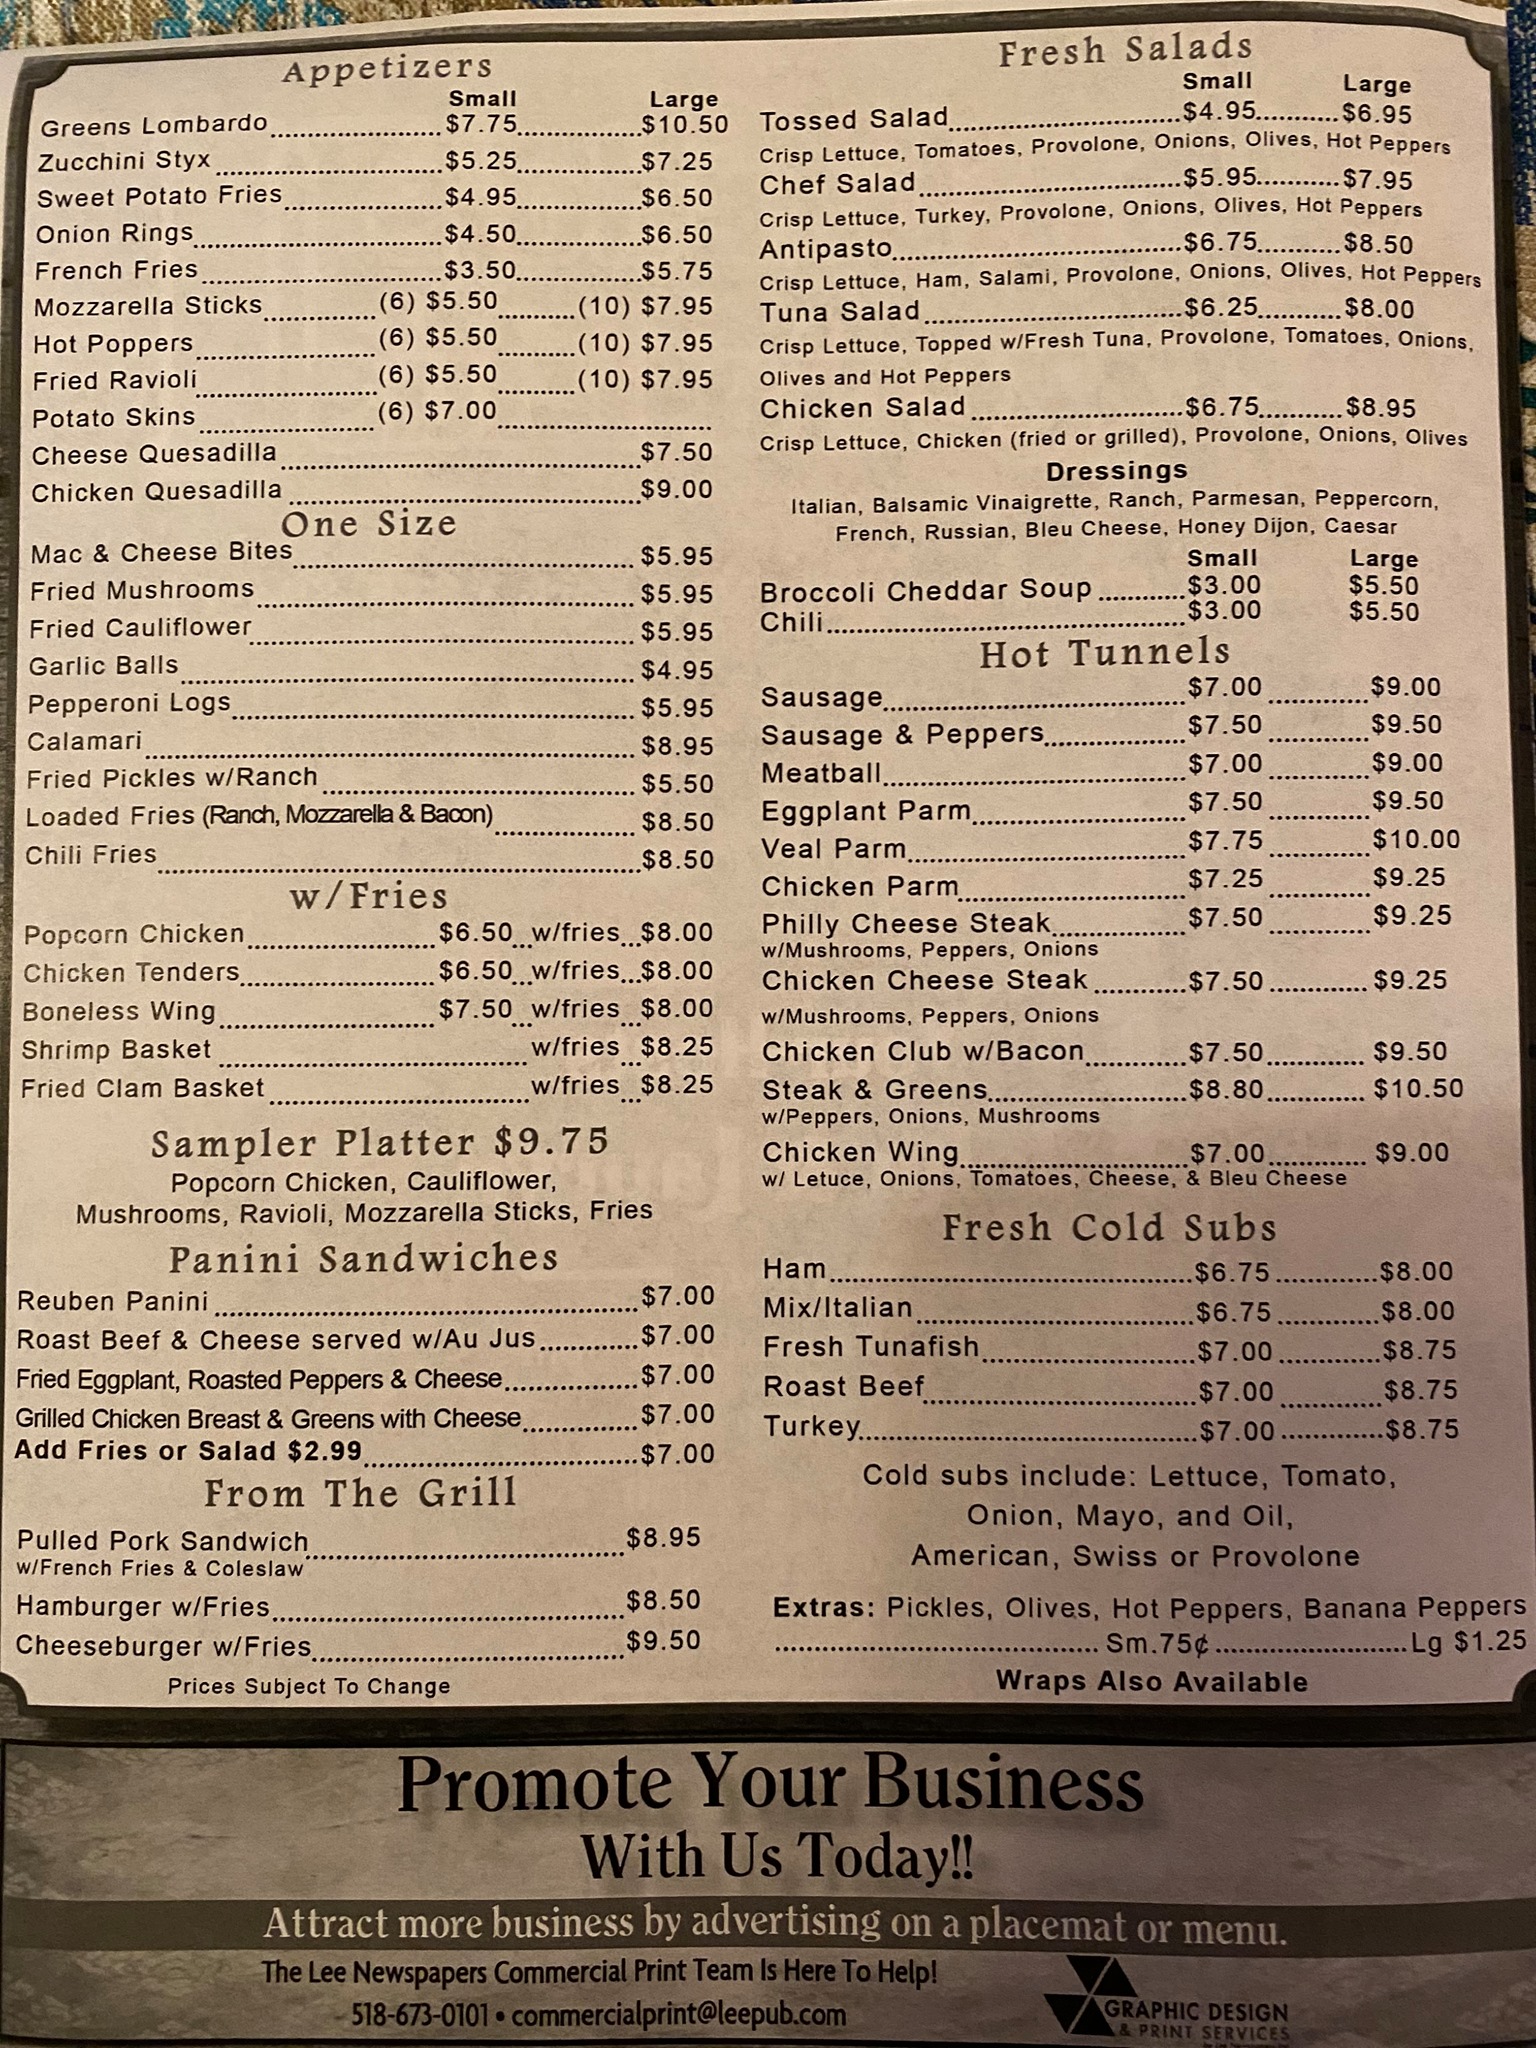 Appetizers
Small Large
Greens Lombardo $7.75 $10.50
Zucchini Styx $5.25 $7.25
Sweet Potato Fries $4.95 $6.50
Onion Rings $4.50 $6.50
French Fries $3.50 $5.75
Mozzarella Sticks (6) $5.50 (10) $7.95
Hot Poppers (6) $5.50 (10) $7.95
Fried Ravioli (6) $5.50 (10) $7.95
Potato Skins (6) $7.00
Cheese Quesadilla $7.50
Chicken Quesadilla $9.00
One Size
Mac & Cheese Bites $5.95
Fried Mushrooms $5.95
Fried Cauliflower $5.95
Garlic Balls $4.95
Pepperoni Logs $5.95
Calamari $8.95
Fried Pickles w/Ranch $5.50
Loaded Fries (Ranch, Mozzarella & Bacon) $8.50
Chili Fries $8.50
w/Fries
Popcorn Chicken $6.50 w/fries $8.00
Chicken Tenders $6.50 w/fries $8.00
Boneless Wing $7.50 w/fries $8.00
Shrimp Basket w/fries $8.25
Fried Clam Basket w/fries $8.25
Sampler Platter $9.75
Popcorn Chicken, Cauliflower,
Mushrooms, Ravioli, Mozzarella Sticks, Fries
Panini Sandwiches
Reuben Panini $7.00
Roast Beef & Cheese served w/Au Jus $7.00
Fried Eggplant, Roasted Peppers & Cheese $7.00
Grilled Chicken Breast & Greens with Cheese $7.00
Add Fries or Salad $2.99 $7.00
From The Grill
Pulled Pork Sandwich $8.95
w/French Fries & Coleslaw
Hamburger w/Fries $8.50
Cheeseburger w/Fries $9.50
Prices Subject To Change
Fresh Salads
Small Large
Tossed Salad $4.95 $6.95
Crisp Lettuce, Tomatoes, Provolone, Onions, Olives, Hot Peppers
Chef Salad $5.95 $7.95
Crisp Lettuce, Turkey, Provolone, Onions, Olives, Hot Peppers
Antipasto $6.75 $8.50
Crisp Lettuce, Ham, Salami, Provolone, Onions, Olives, Hot Peppers
Tuna Salad $6.25 $8.00
Crisp Lettuce, Topped w/Fresh Tuna, Provolone, Tomatoes, Onions,
Olives and Hot Peppers
Chicken Salad $6.75 $8.95
Crisp Lettuce, Chicken (fried or grilled), Provolone, Onions, Olives
Dressings
Italian, Balsamic Vinaigrette, Ranch, Parmesan, Peppercorn,
French, Russian, Bleu Cheese, Honey Dijon, Caesar
Small Large
Broccoli Cheddar Soup $3.00 $5.50
Chili $3.00 $5.50
Hot Tunnels
Sausage $7.00 $9.00
Sausage & Peppers $7.50 $9.50
Meatball $7.00 $9.00
Eggplant Parm $7.50 $9.50
Veal Parm $7.75 $10.00
Chicken Parm $7.25 $9.25
Philly Cheese Steak $7.50 $9.25
w/Mushrooms, Peppers, Onions
Chicken Cheese Steak $7.50 $9.25
w/Mushrooms, Peppers, Onions
Chicken Club w/Bacon $7.50 $9.50
Steak & Greens $8.80 $10.50
w/Peppers, Onions, Mushrooms
Chicken Wing $7.00 $9.00
w/ Letuce, Onions, Tomatoes, Cheese, & Bleu Cheese
Fresh Cold Subs
Ham $6.75 $8.00
Mix/Italian $6.75 $8.00
Fresh Tunafish $7.00 $8.75
Roast Beef $7.00 $8.75
Turkey $7.00 $8.75
Cold subs include: Lettuce, Tomato,
Onion, Mayo, and Oil,
American, Swiss or Provolone
Extras: Pickles, Olives, Hot Peppers, Banana Peppers
Sm.75¢ Lg $1.25
Wraps Also Available
Promote Your Business
With Us Today!!
Attract more business by advertising on a placemat or menu.
The Lee Newspapers Commercial Print Team Is Here To Help!
518-673-0101 • commercialprint@leepub.com
GRAPHIC DESIGN
& PRINT SERVICES